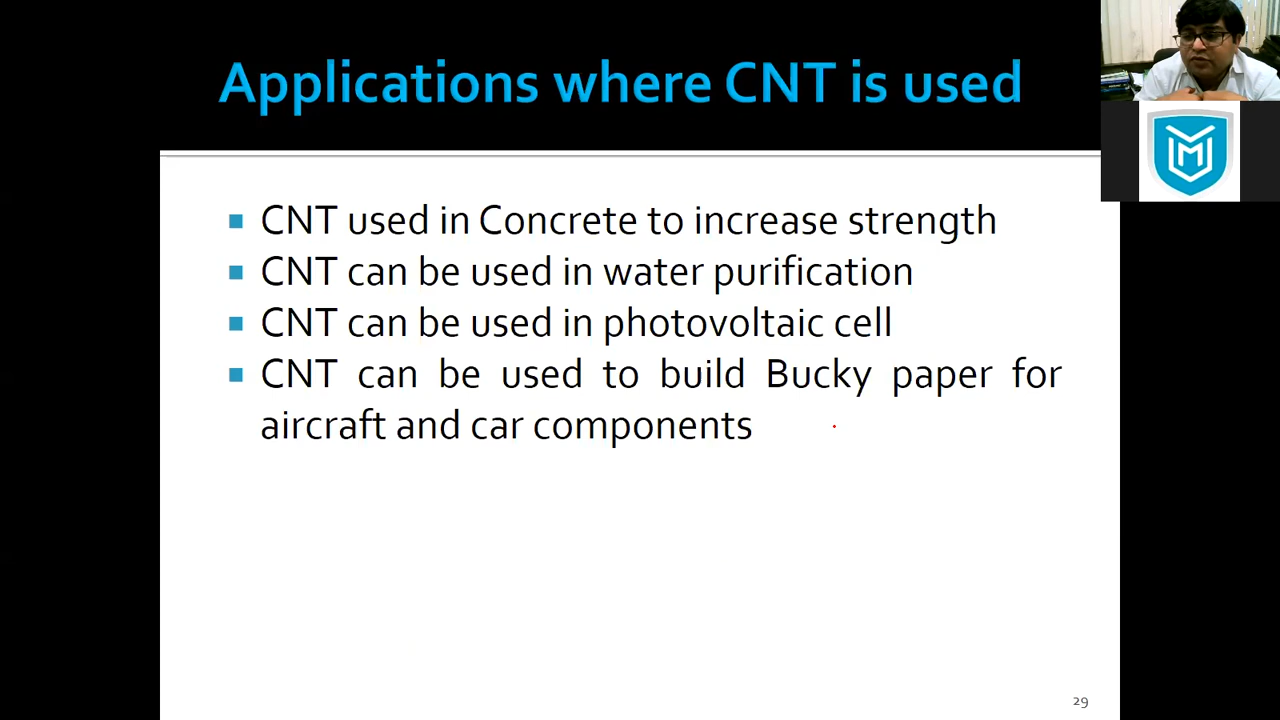 Applications where CNT is used
CNT used in Concrete to increase strength
CNT can be used in water purification
CNT can be used in photovoltaic cell
CNT can be used to build Bucky paper for
aircraft and car components
29